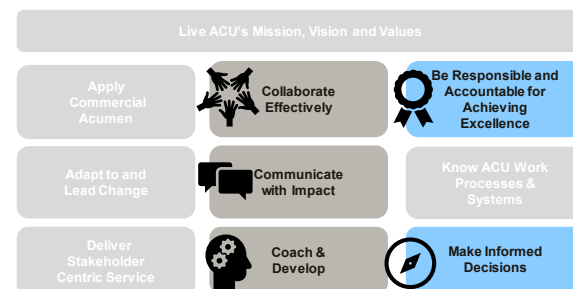 Live ACU's Mission, Vision and Values
Apply
Commercial
Acumen
Collaborate
Effectively
Be Responsible and
Accountable for
Achieving
Excellence
Adapt to and
Lead Change
Communicate
with Impact
Know ACU Work
Processes &
Systems
Deliver
Stakeholder
Centric Service
Coach &
Develop
Make Informed
Decisions